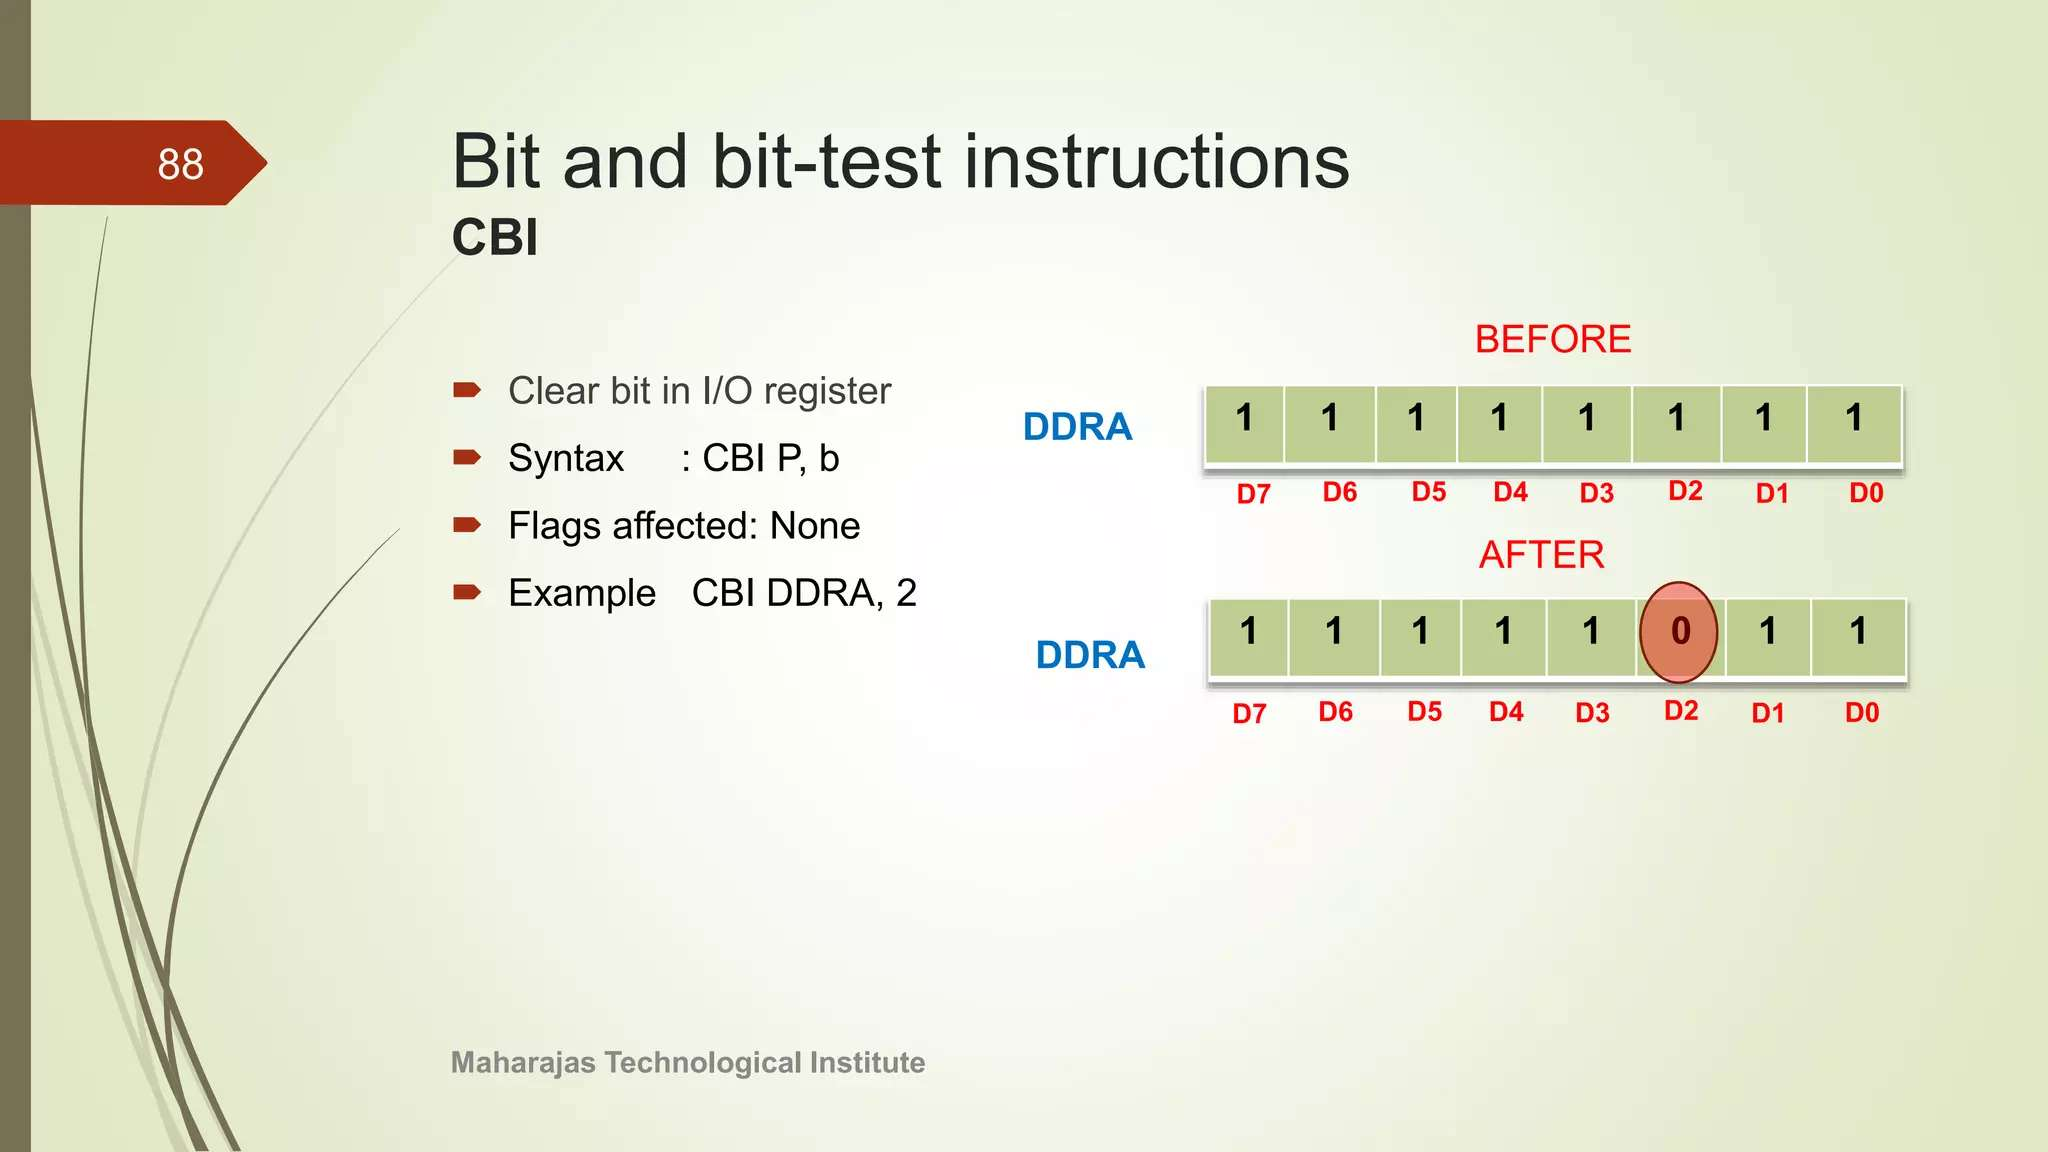 88
Bit and bit-test instructions
CBI
Clear bit in I/O register
Syntax : CBI P, b
Flags affected: None
Example CBI DDRA, 2
BEFORE
DDRA 1 1 1 1 1 1 1 1
D7 D6 D5 D4 D3 D2 D1 D0
AFTER
DDRA 1 1 1 1 1 0 1 1
D7 D6 D5 D4 D3 D2 D1 D0
Maharajas Technological Institute